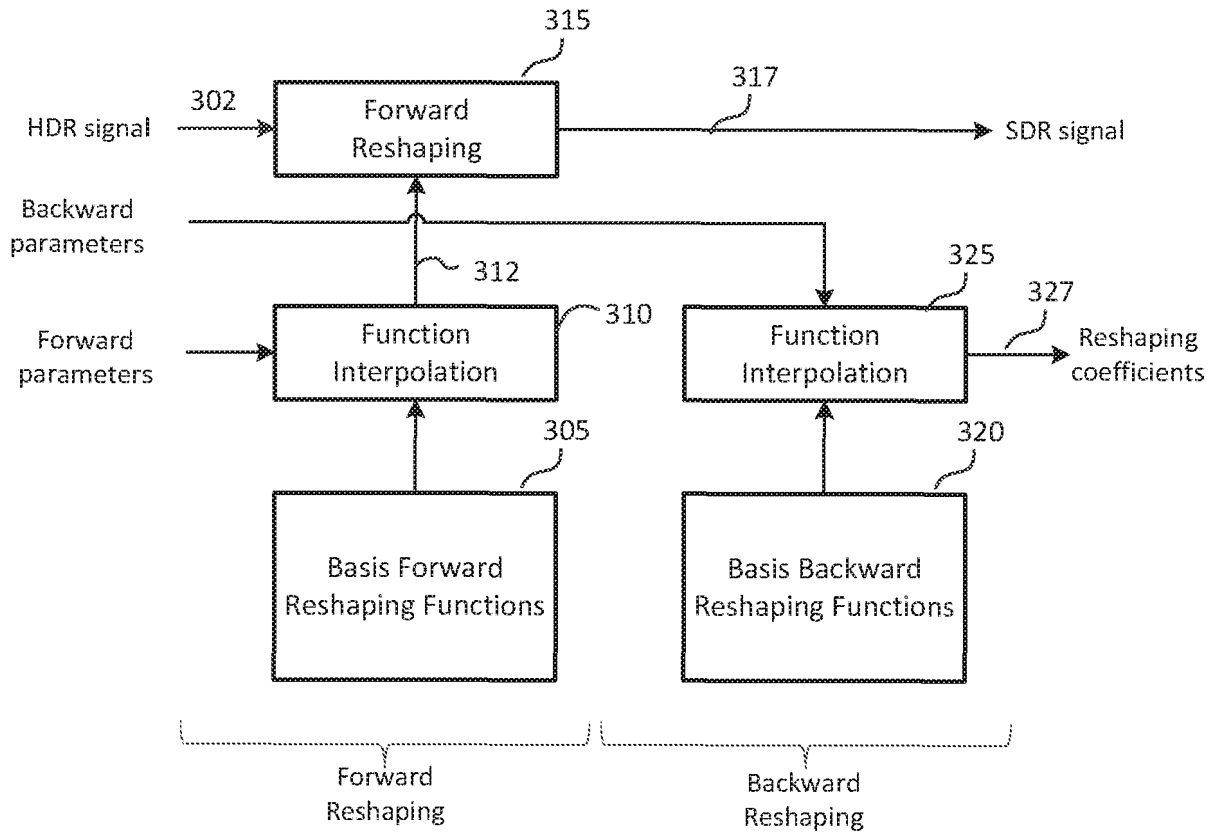 315
302
317
HDR signal
Forward
Reshaping
SDR signal
Backward
parameters
312
325
310
327
Forward
parameters
Function
Interpolation
Function
Interpolation
Reshaping
coefficients
305
320
Basis Forward
Reshaping Functions
Basis Backward
Reshaping Functions
Forward
Reshaping
Backward
Reshaping